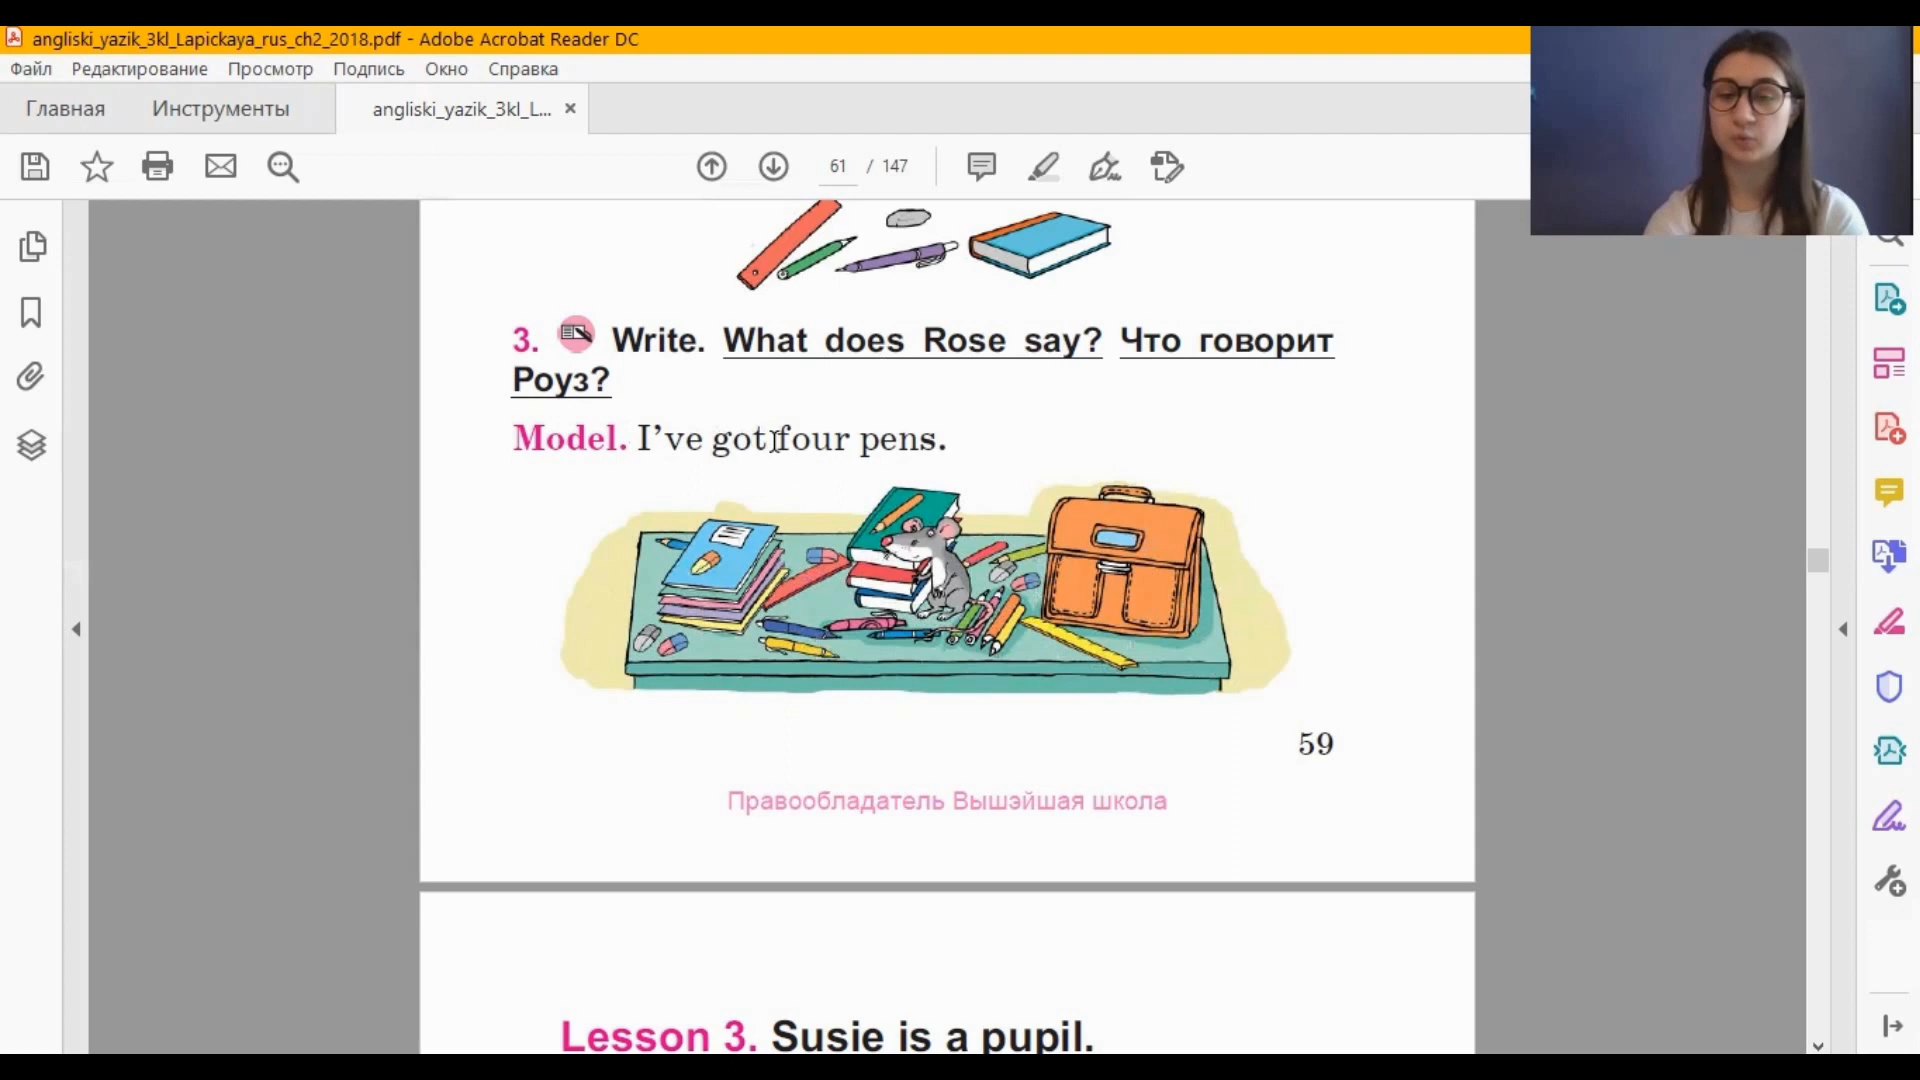 angliski_yazik_3kl_Lapickaya_rus_ch2_2018.pdf - Adobe Acrobat Reader DC
Файл Редактирование Просмотр Подпись Окно Справка
Главная Инструменты angliski_yazik_3kl_L... ×
61 / 147
3. Write. What does Rose say? Что говорит
Роуз?
Model. I've got four pens.
59
Правообладатель Вышэйшая школа
Lesson 3. Susie is a pupil.